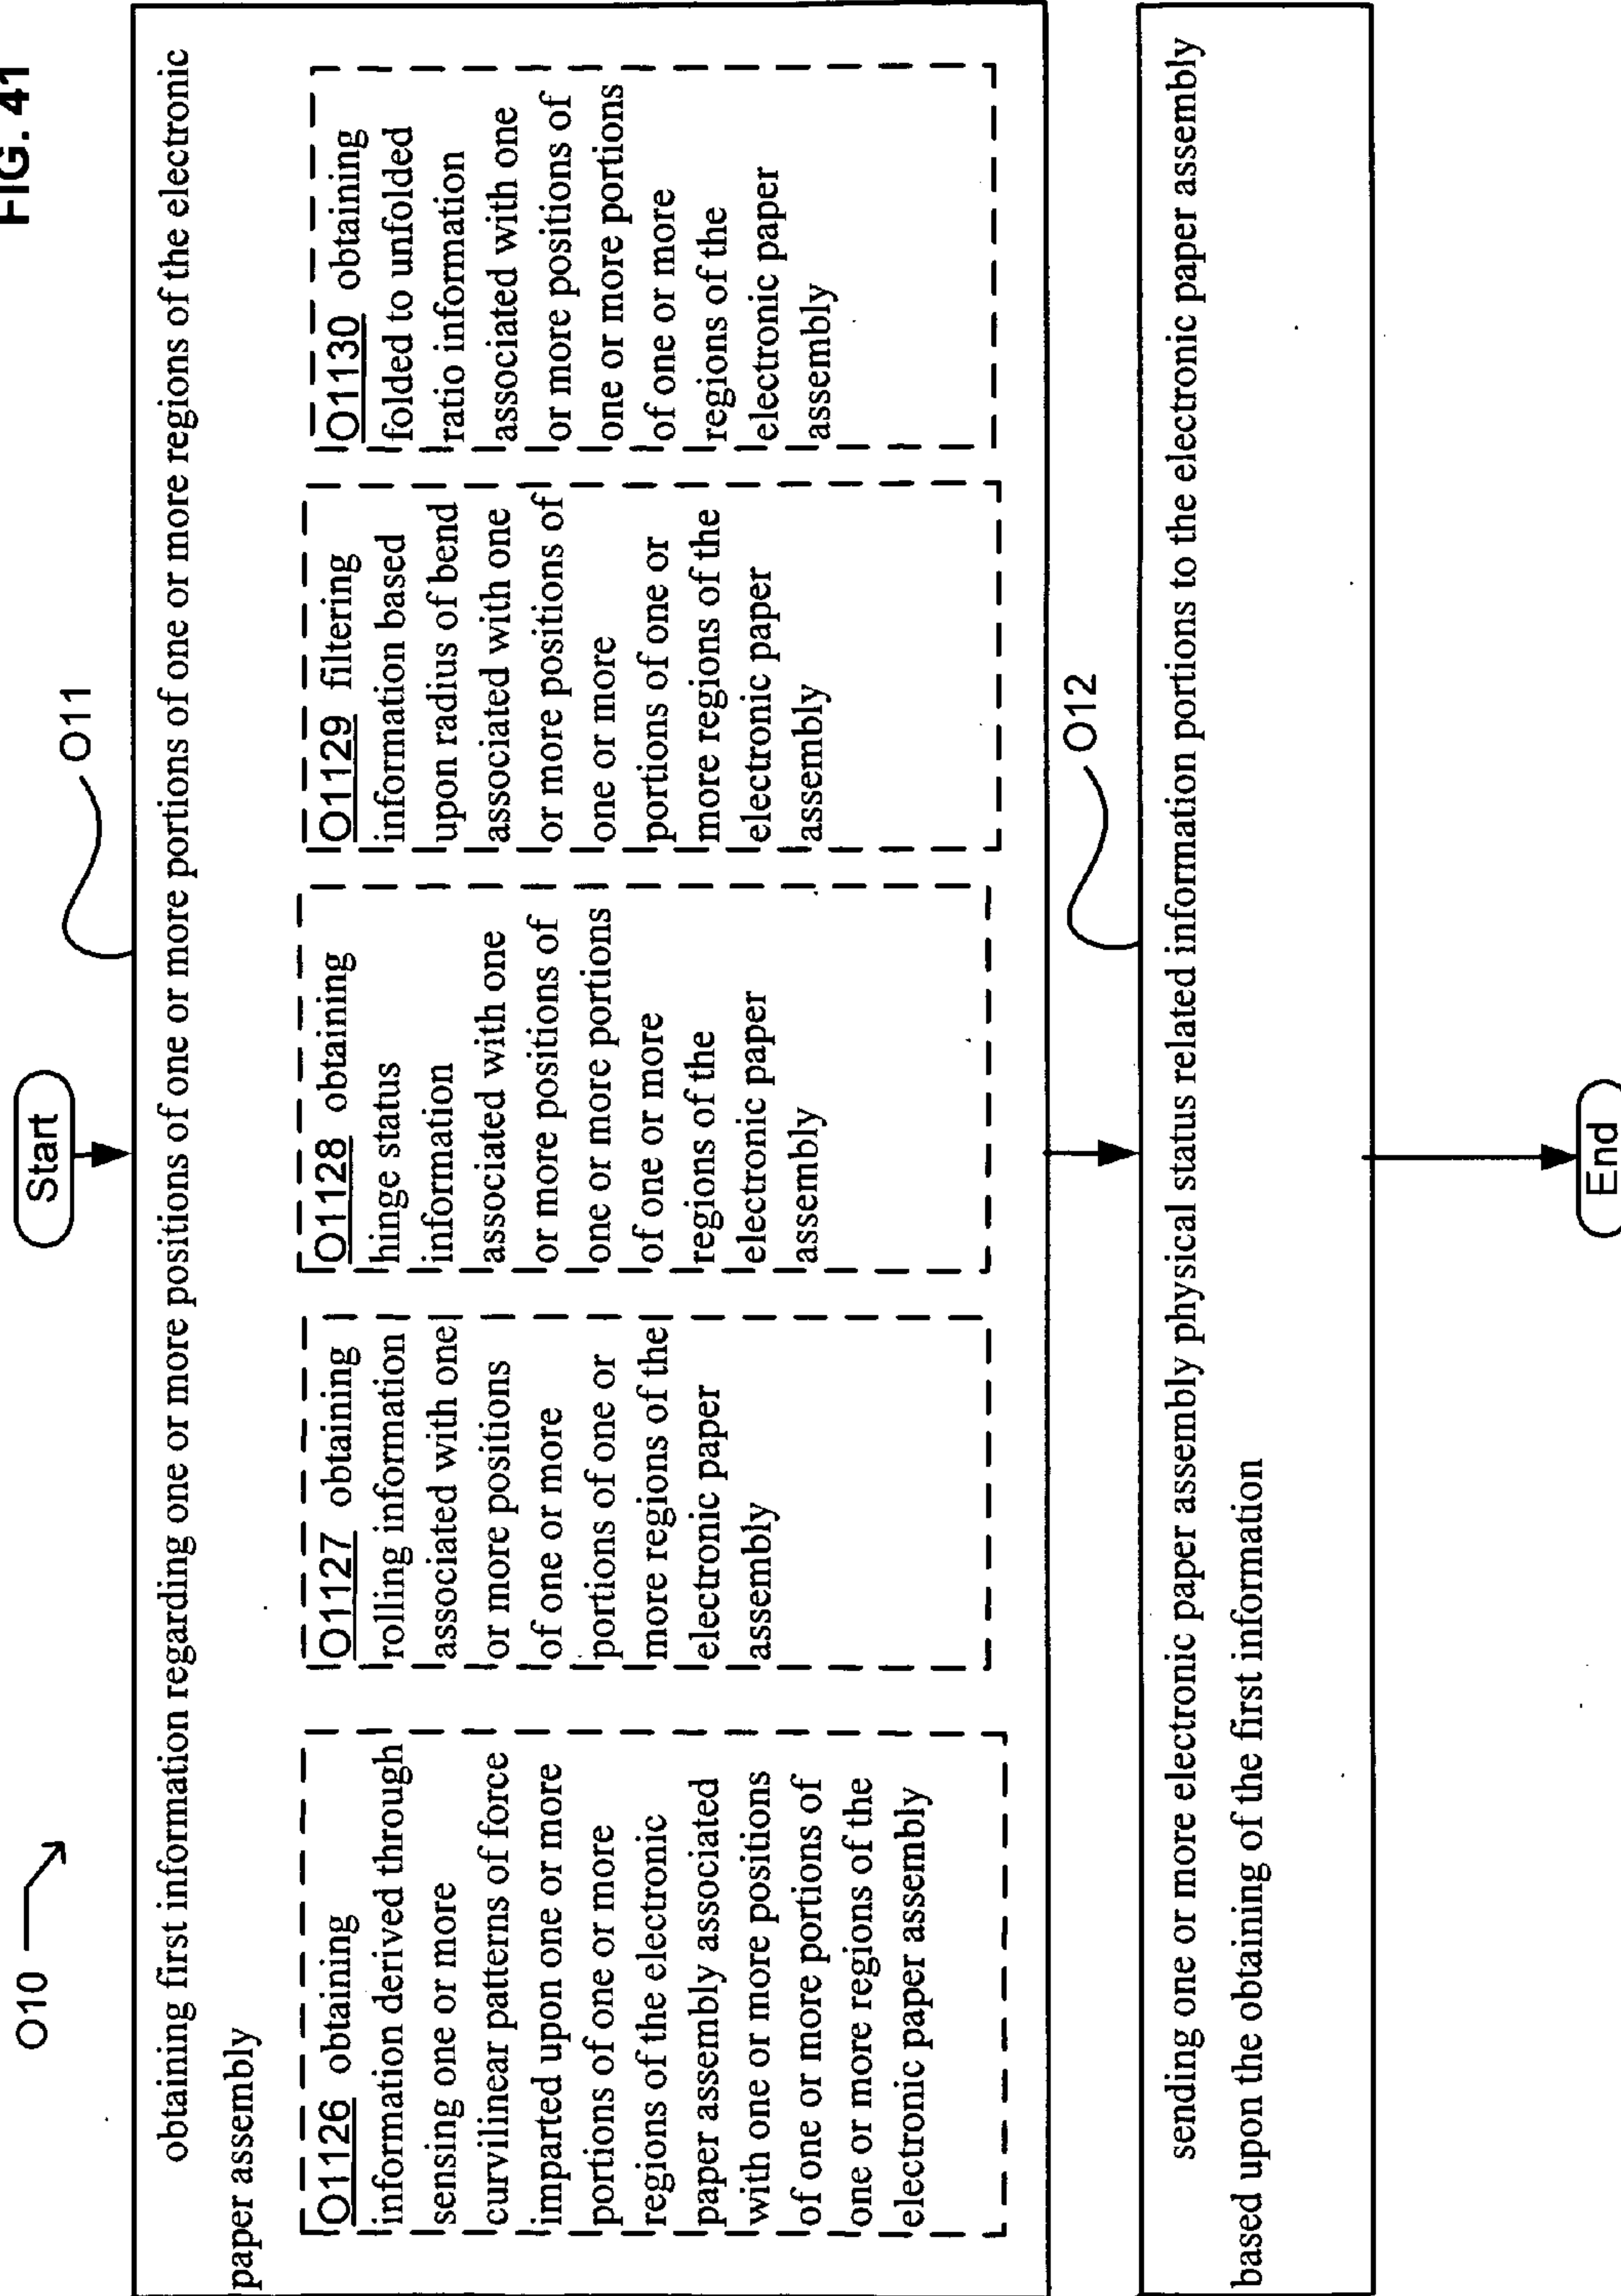 FIG. 41
O10
Start
O11
obtaining first information regarding one or more positions of one or more portions of one or more regions of the electronic
paper assembly
O1126 obtaining
information derived through
sensing one or more
curvilinear patterns of force
imparted upon one or more
portions of one or more
regions of the electronic
paper assembly associated
with one or more positions
of one or more portions of
one or more regions of the
electronic paper assembly
O1127 obtaining
rolling information
associated with one
or more positions
of one or more
portions of one or
more regions of the
electronic paper
assembly
O1128 obtaining
hinge status
information
associated with one
or more positions of
one or more portions
of one or more
regions of the
electronic paper
assembly
O1129 filtering
information based
upon radius of bend
associated with one
or more positions of
one or more
portions of one or
more regions of the
electronic paper
assembly
O1130 obtaining
folded to unfolded
ratio information
associated with one
or more positions of
one or more portions
of one or more
regions of the
electronic paper
assembly
O12
sending one or more electronic paper assembly physical status related information portions to the electronic paper assembly
based upon the obtaining of the first information
End